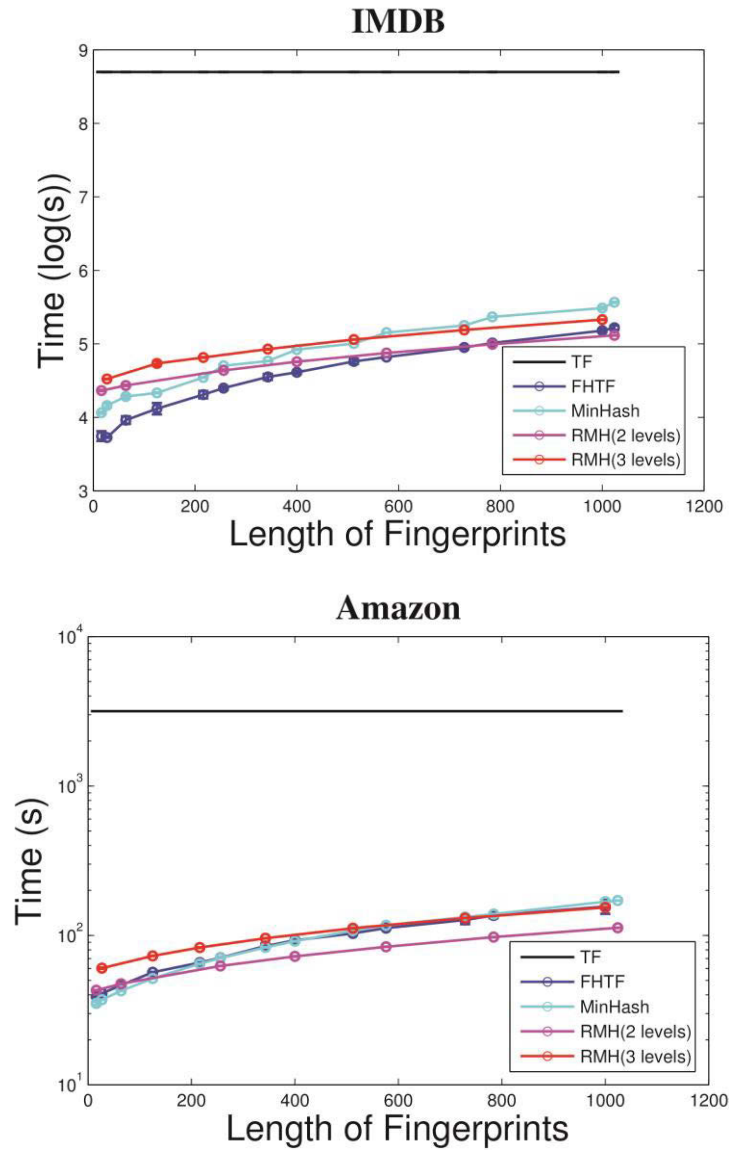 IMDB
9
8
7
6
5
4
3
Time (log(s))
TF
FHTF
MinHash
RMH(2 levels)
RMH(3 levels)
0 200 400 600 800 1000 1200
Length of Fingerprints
Amazon
10^4
10^3
10^2
10^1
Time (s)
TF
FHTF
MinHash
RMH(2 levels)
RMH(3 levels)
0 200 400 600 800 1000 1200
Length of Fingerprints